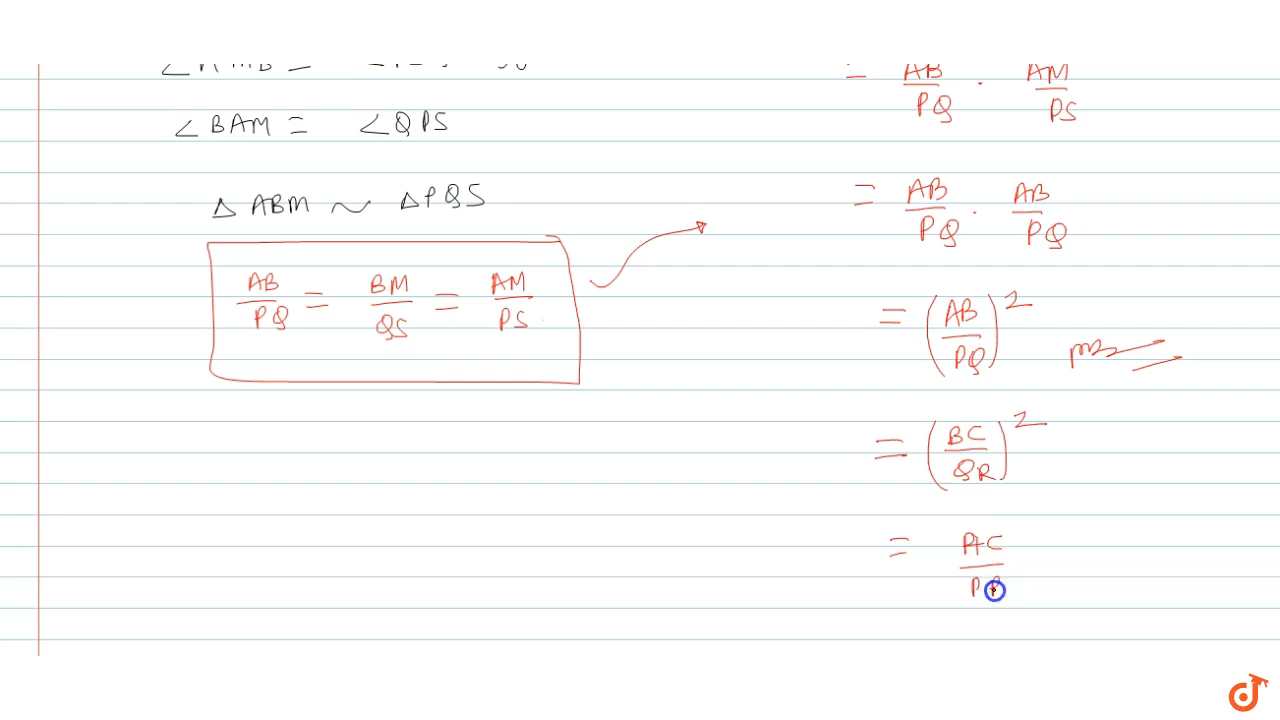 ∠BAM = ∠QPS
△ABM ~ △PQS
AB/PQ = BM/QS = AM/PS
= AB/PQ · AM/PS
= AB/PQ · AB/PQ
= (AB/PQ)²
= (BC/QR)²
= AC/PR